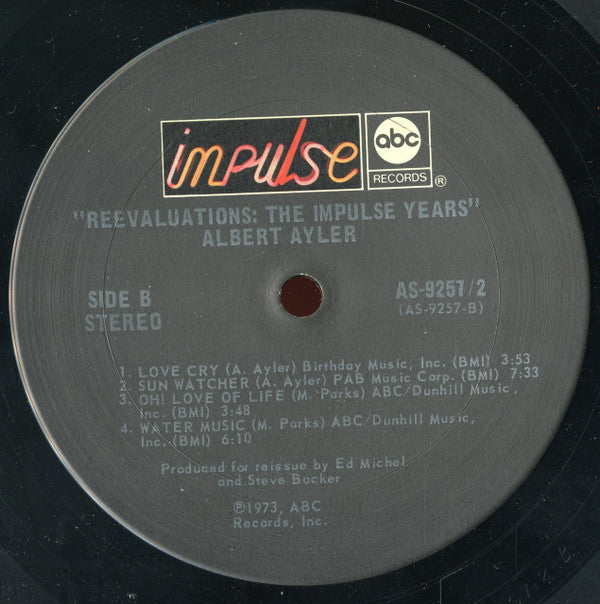 impulse
abc
RECORDS ®
"REEVALUATIONS: THE IMPULSE YEARS"
ALBERT AYLER
SIDE B
STEREO
AS-9257/2
(AS-9257-B)
1. LOVE CRY (A. Ayler) Birthday Music, Inc. (BMI) 3:53
2. SUN WATCHER (A. Ayler) PAB Music Corp. (BMI) 7:33
3. OH! LOVE OF LIFE (M. Parks) ABC/Dunhill Music,
Inc. (BMI) 3:48
4. WATER MUSIC (M. Parks) ABC/Dunhill Music,
Inc. (BMI) 6:10
Produced for reissue by Ed Michel
and Steve Backer
℗1973, ABC
Records, Inc.